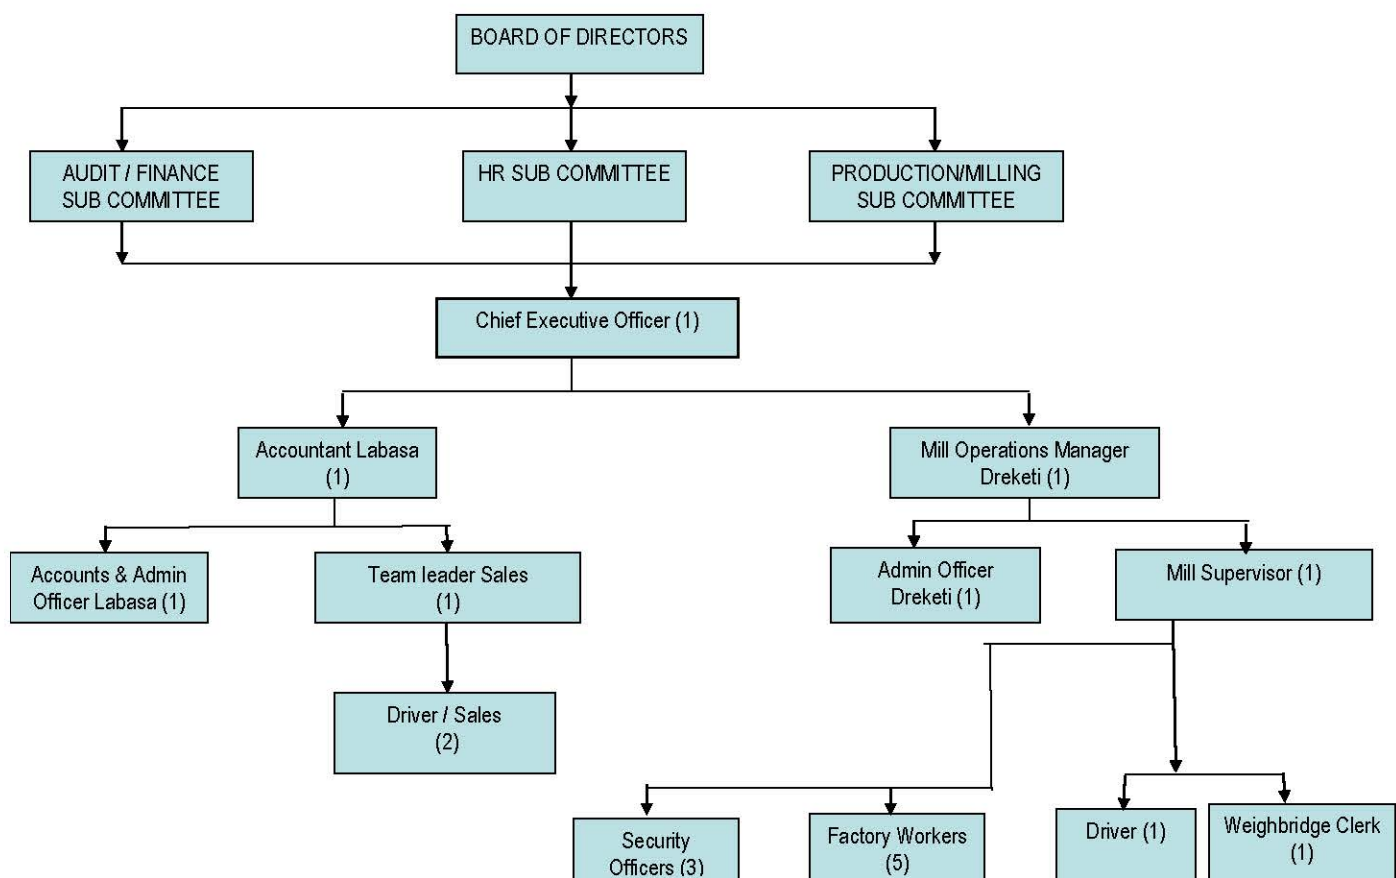 BOARD OF DIRECTORS
AUDIT / FINANCE
SUB COMMITTEE
HR SUB COMMITTEE
PRODUCTION/MILLING
SUB COMMITTEE
Chief Executive Officer (1)
Accountant Labasa
(1)
Mill Operations Manager
Dreketi (1)
Accounts & Admin
Officer Labasa (1)
Team leader Sales
(1)
Admin Officer
Dreketi (1)
Mill Supervisor (1)
Driver / Sales
(2)
Security
Officers (3)
Factory Workers
(5)
Driver (1)
Weighbridge Clerk
(1)